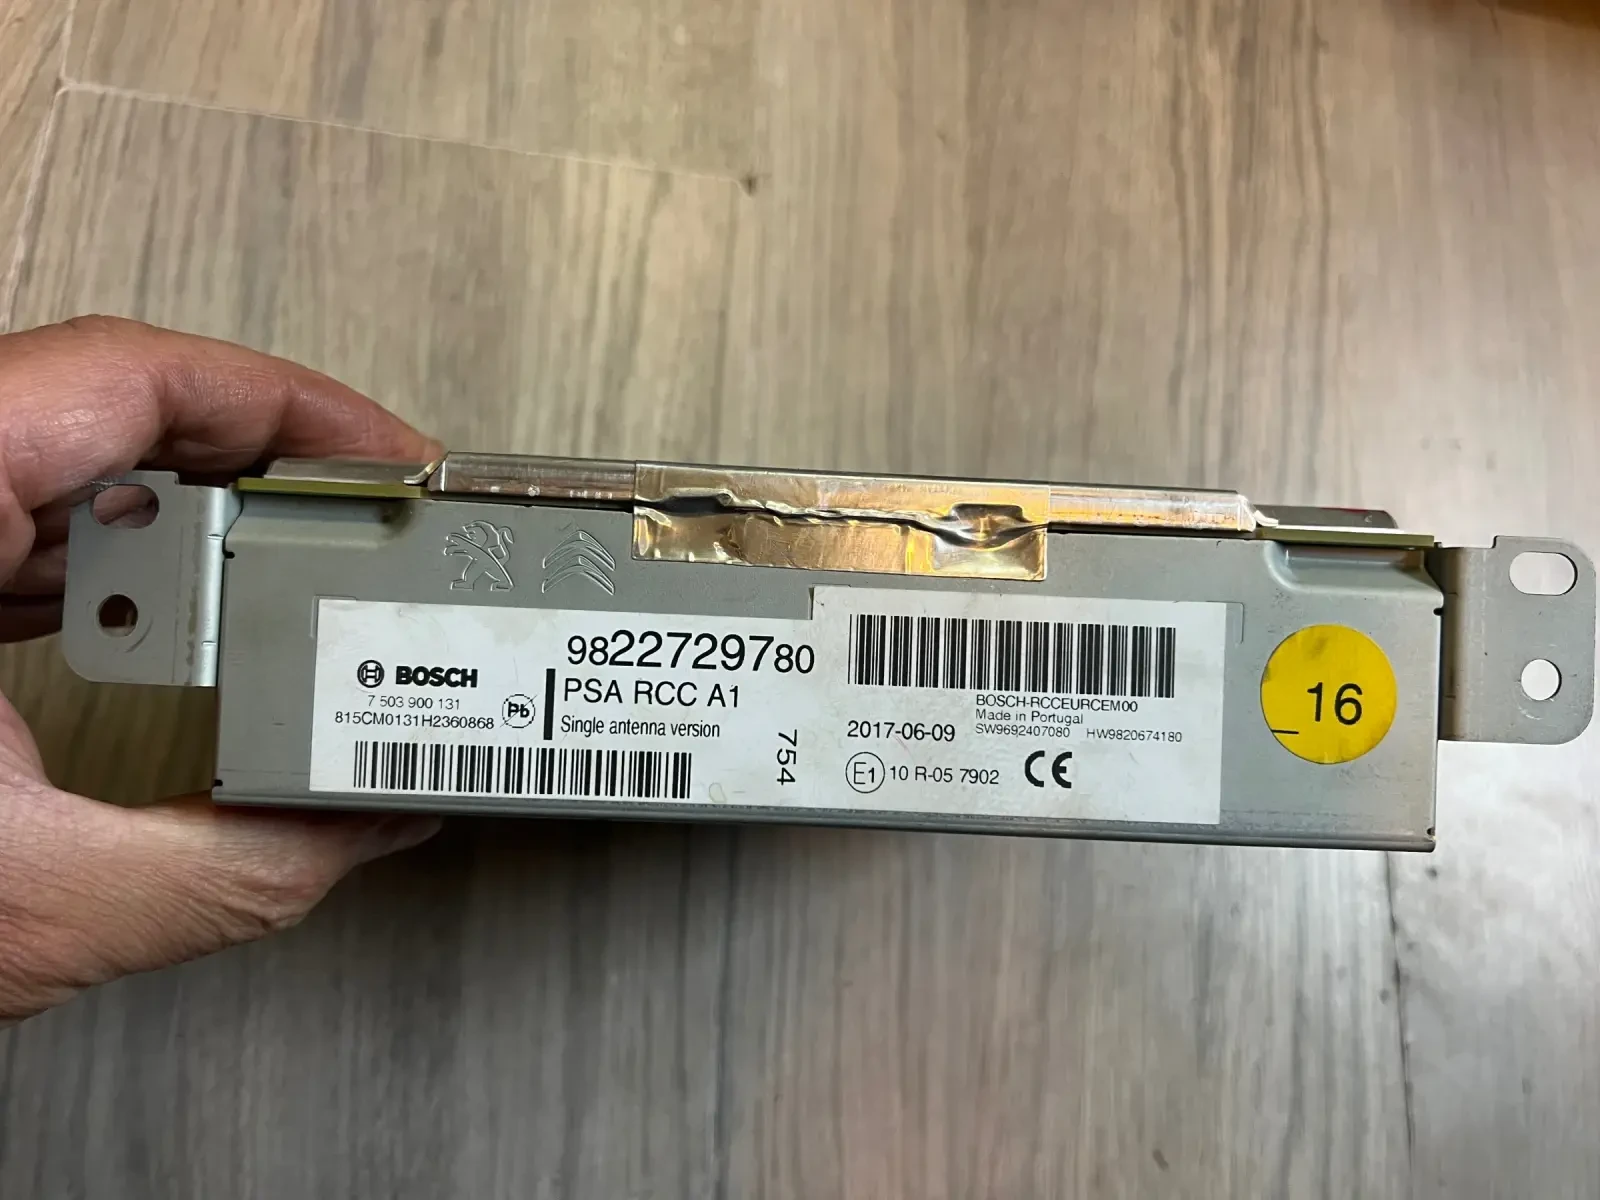 BOSCH
7 503 900 131
815CM0131H2360868
Pb
9822729780
PSA RCC A1
Single antenna version
754
BOSCH-RCCEURCEM00
Made in Portugal
2017-06-09
SW9692407080 HW9820674180
E1 10 R-05 7902 CE
16